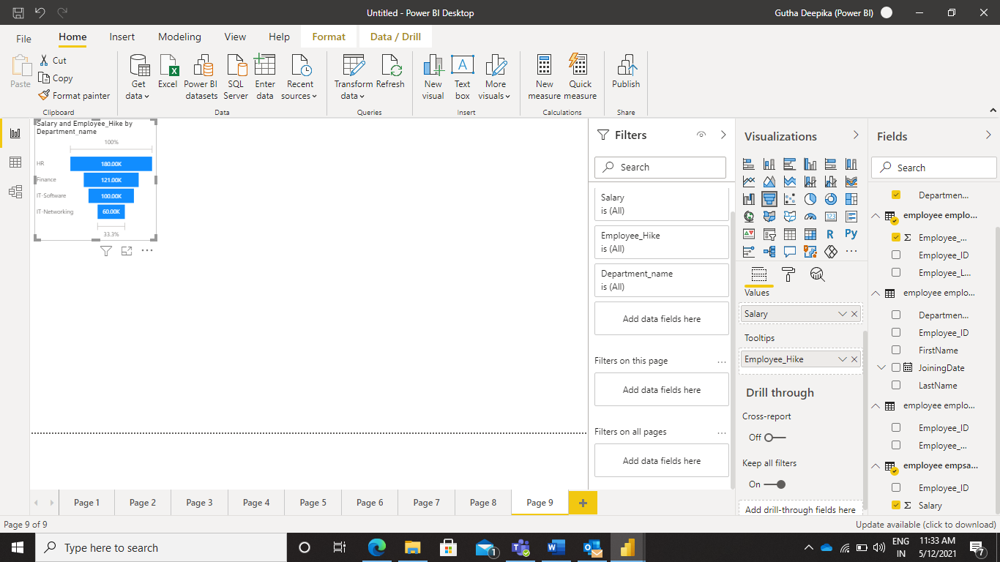 Untitled - Power BI Desktop
Gutha Deepika (Power BI)
File
Home
Insert
Modeling
View
Help
Format
Data / Drill
Paste
Cut
Copy
Format painter
Clipboard
Get data
Excel
Power BI datasets
SQL Server
Enter data
Recent sources
Data
Transform data
Refresh
Queries
New visual
Text box
More visuals
Insert
New measure
Quick measure
Calculations
Publish
Share
Salary and Employee_Hike by
Department_name
100%
HR
180.00K
Finance
121.00K
IT-Software
100.00K
IT-Networking
60.00K
33.3%
Filters
Search
Salary
is (All)
Employee_Hike
is (All)
Department_name
is (All)
Add data fields here
Filters on this page
Add data fields here
Filters on all pages
Add data fields here
Visualizations
123
R
Py
Values
Salary
Tooltips
Employee_Hike
Drill through
Cross-report
Off
Keep all filters
On
Add drill-through fields here
Fields
Search
Departmen...
employee emplo...
Employee_...
Employee_ID
Employee_L...
employee emplo...
Departmen...
Employee_ID
FirstName
JoiningDate
LastName
employee emplo...
Employee_ID
Employee_...
employee empsa...
Employee_ID
Salary
Page 1
Page 2
Page 3
Page 4
Page 5
Page 6
Page 7
Page 8
Page 9
Page 9 of 9
Update available (click to download)
Type here to search
1
ENG
IN
11:33 AM
5/12/2021
7